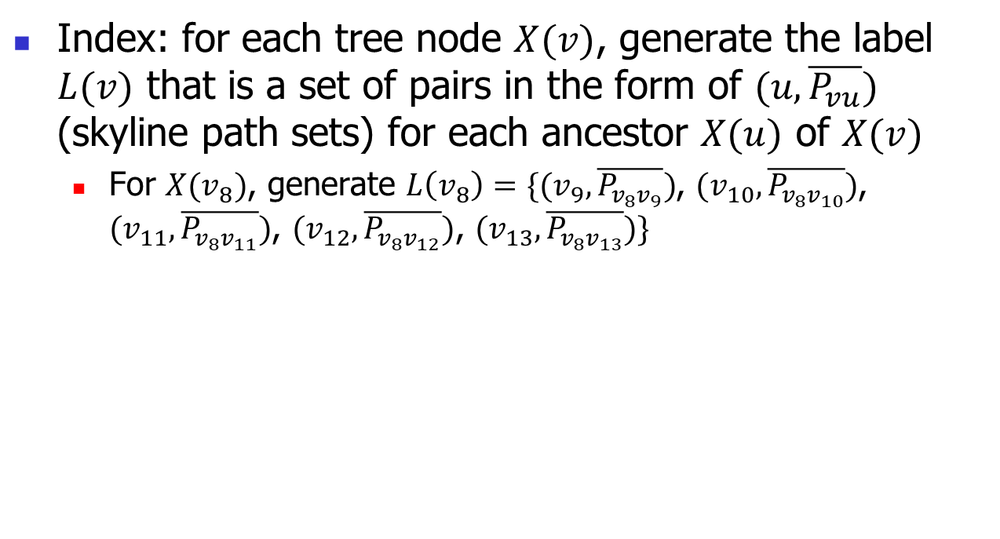 Index: for each tree node X(v), generate the label
L(v) that is a set of pairs in the form of (u, \overline{P_{vu}})
(skyline path sets) for each ancestor X(u) of X(v)
For X(v_8), generate L(v_8) = {(v_9, \overline{P_{v_8v_9}}), (v_{10}, \overline{P_{v_8v_{10}}}),
(v_{11}, \overline{P_{v_8v_{11}}}), (v_{12}, \overline{P_{v_8v_{12}}}), (v_{13}, \overline{P_{v_8v_{13}}})}